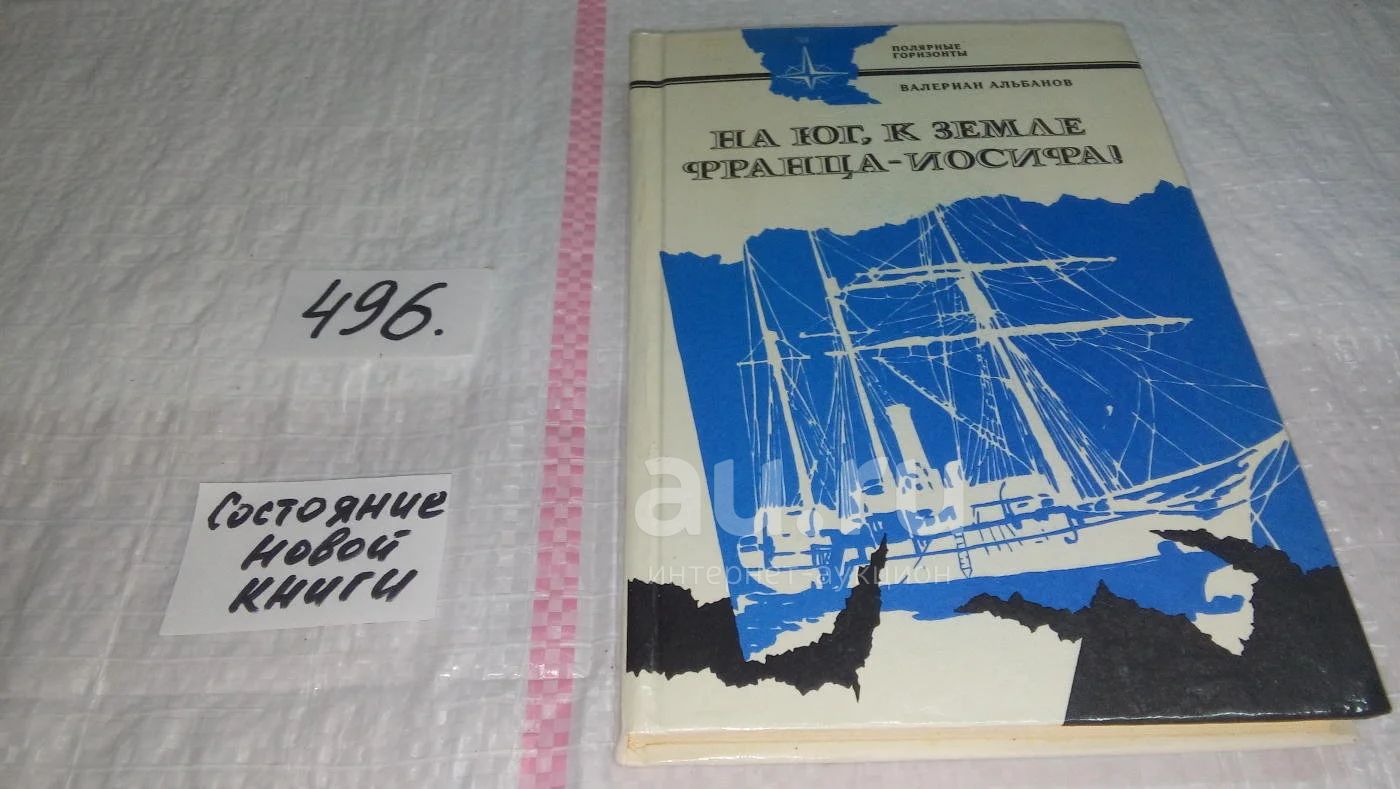 496.
Состояние
новой
книги
ПОЛЯРНЫЕ
ГОРИЗОНТЫ
ВАЛЕРИАН АЛЬБАНОВ
НА ЮГ, К ЗЕМЛЕ
ФРАНЦА-ИОСИФА!
au.ru
интернет-аукцион